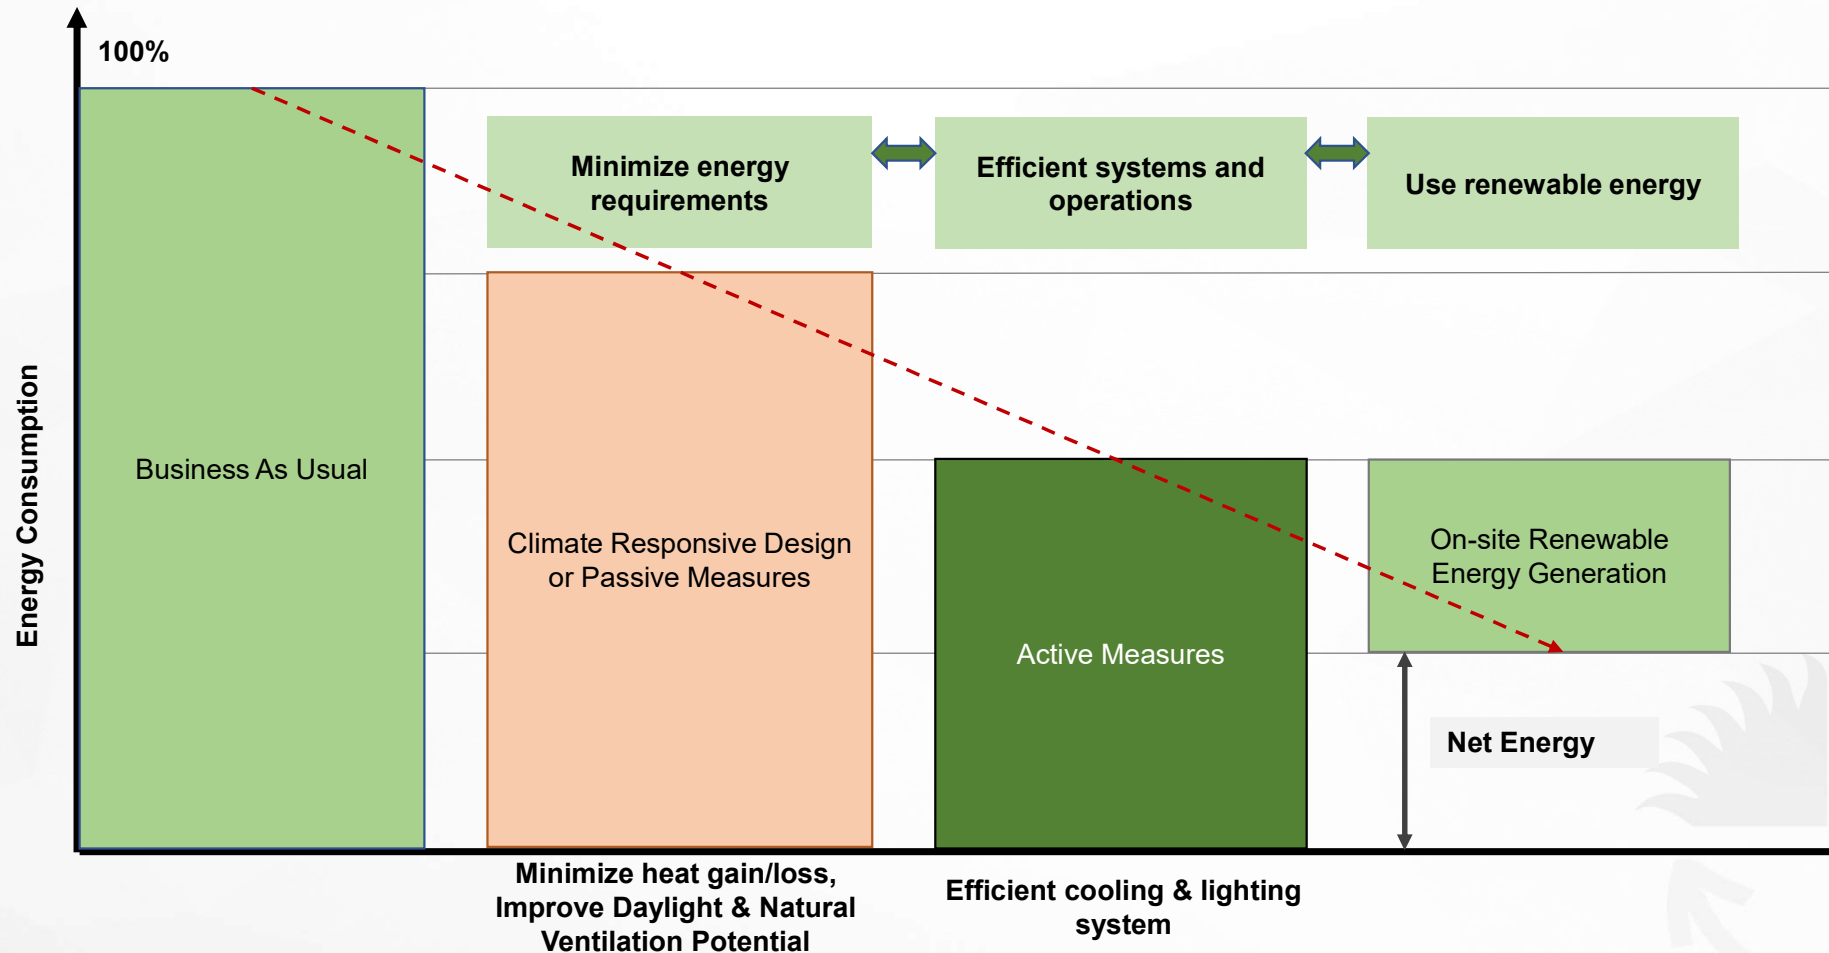 100%
Minimize energy
requirements
Efficient systems and
operations
Use renewable energy
Energy Consumption
Business As Usual
Climate Responsive Design
or Passive Measures
Active Measures
On-site Renewable
Energy Generation
Net Energy
Minimize heat gain/loss,
Improve Daylight & Natural
Ventilation Potential
Efficient cooling & lighting
system